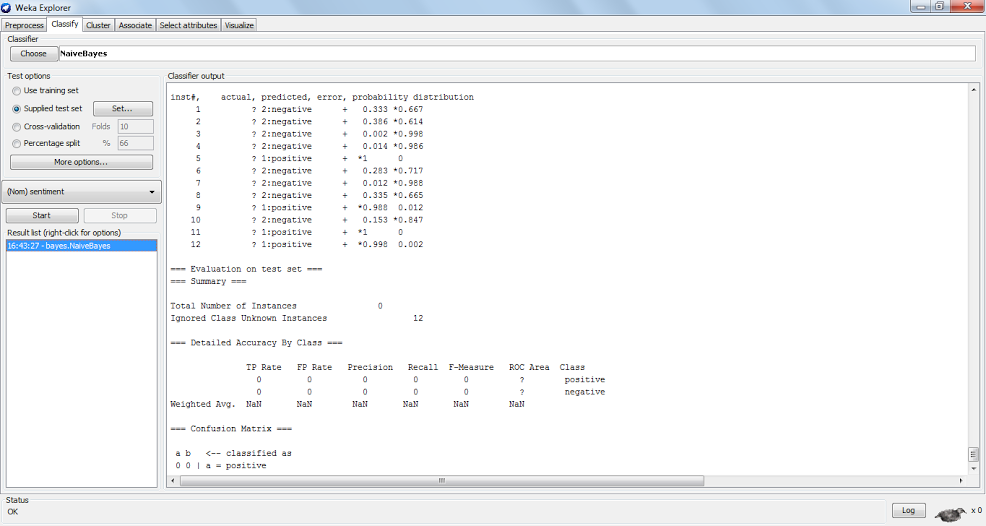 Weka Explorer
Preprocess Classify Cluster Associate Select attributes Visualize
Classifier
Choose NaiveBayes
Test options
Use training set
Supplied test set Set...
Cross-validation Folds 10
Percentage split % 66
More options...
(Nom) sentiment
Start Stop
Result list (right-click for options)
16:43:27 - bayes.NaiveBayes
Classifier output
inst#, actual, predicted, error, probability distribution
1 ? 2:negative + 0.333 *0.667
2 ? 2:negative + 0.386 *0.614
3 ? 2:negative + 0.002 *0.998
4 ? 2:negative + 0.014 *0.986
5 ? 1:positive + *1 0
6 ? 2:negative + 0.283 *0.717
7 ? 2:negative + 0.012 *0.988
8 ? 2:negative + 0.335 *0.665
9 ? 1:positive + *0.988 0.012
10 ? 2:negative + 0.153 *0.847
11 ? 1:positive + *1 0
12 ? 1:positive + *0.998 0.002
=== Evaluation on test set ===
=== Summary ===
Total Number of Instances 0
Ignored Class Unknown Instances 12
=== Detailed Accuracy By Class ===
TP Rate FP Rate Precision Recall F-Measure ROC Area Class
0 0 0 0 0 ? positive
0 0 0 0 0 ? negative
Weighted Avg. NaN NaN NaN NaN NaN NaN
=== Confusion Matrix ===
a b <-- classified as
0 0 | a = positive
Status
OK
Log x 0